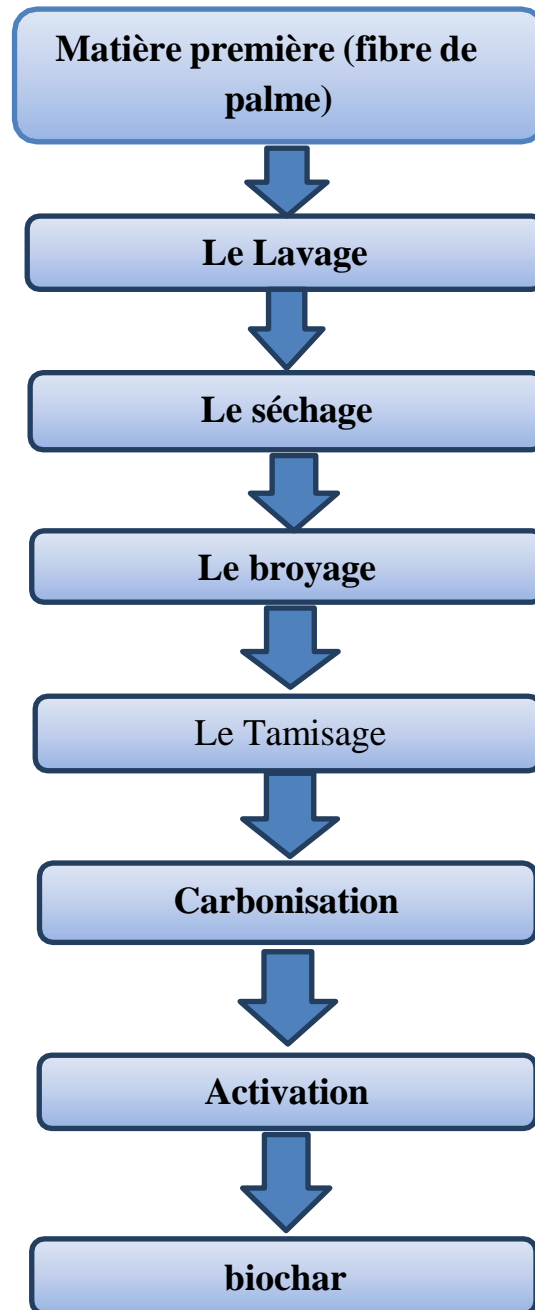 Matière première (fibre de
palme)
Le Lavage
Le séchage
Le broyage
Le Tamisage
Carbonisation
Activation
biochar